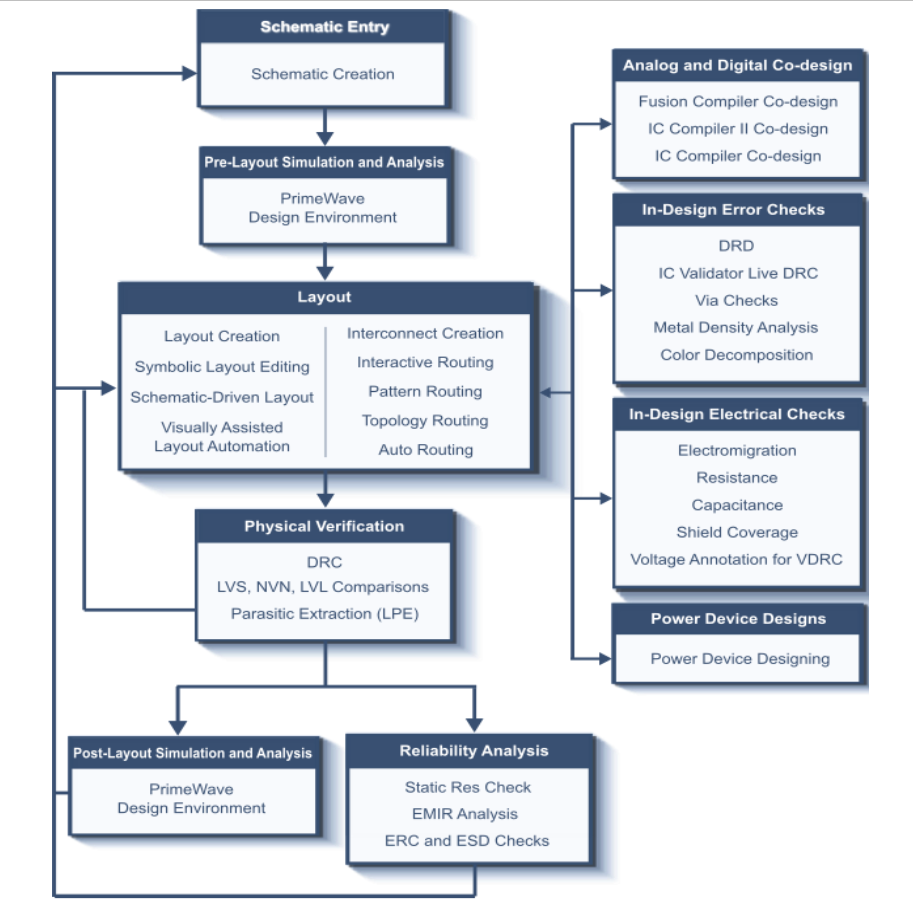 Schematic Entry
Schematic Creation
Pre-Layout Simulation and Analysis
PrimeWave
Design Environment
Layout
Layout Creation
Symbolic Layout Editing
Schematic-Driven Layout
Visually Assisted
Layout Automation
Interconnect Creation
Interactive Routing
Pattern Routing
Topology Routing
Auto Routing
Physical Verification
DRC
LVS, NVN, LVL Comparisons
Parasitic Extraction (LPE)
Post-Layout Simulation and Analysis
PrimeWave
Design Environment
Reliability Analysis
Static Res Check
EMIR Analysis
ERC and ESD Checks
Analog and Digital Co-design
Fusion Compiler Co-design
IC Compiler II Co-design
IC Compiler Co-design
In-Design Error Checks
DRD
IC Validator Live DRC
Via Checks
Metal Density Analysis
Color Decomposition
In-Design Electrical Checks
Electromigration
Resistance
Capacitance
Shield Coverage
Voltage Annotation for VDRC
Power Device Designs
Power Device Designing